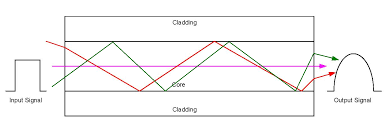 Cladding
Core
Input Signal
Output Signal
Cladding